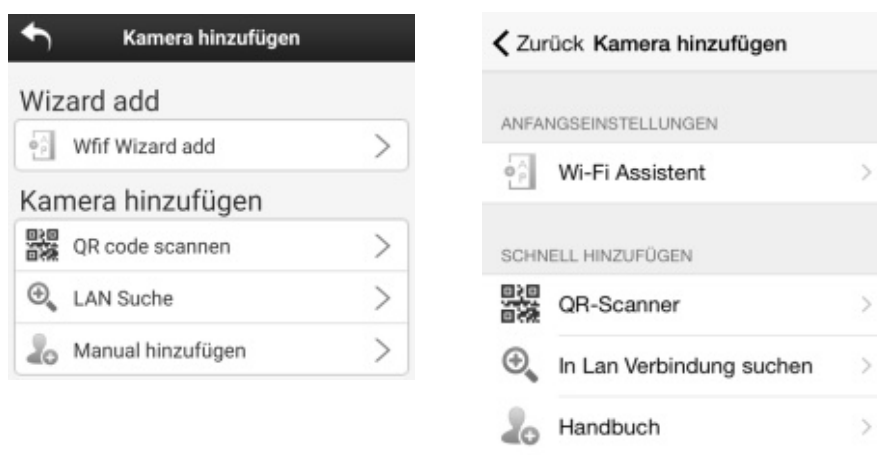 Kamera hinzufügen
Wizard add
Wfif Wizard add
Kamera hinzufügen
QR code scannen
LAN Suche
Manual hinzufügen
Zurück Kamera hinzufügen
ANFANGSEINSTELLUNGEN
Wi-Fi Assistent
SCHNELL HINZUFÜGEN
QR-Scanner
In Lan Verbindung suchen
Handbuch